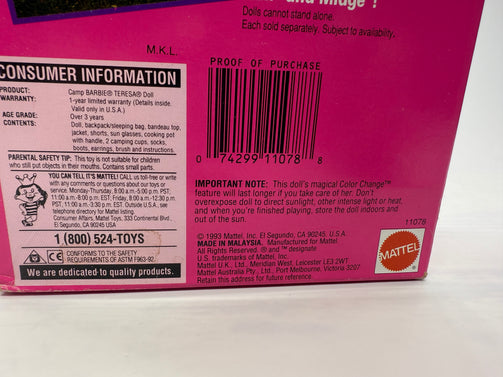 and Midge™!
Dolls cannot stand alone.
Each sold separately. Subject to availability.
M.K.L.
CONSUMER INFORMATION
PRODUCT: Camp BARBIE® TERESA® Doll
WARRANTY: 1-year limited warranty (Details inside.
Valid only in U.S.A.)
AGE GRADE: Over 3 years
CONTENTS: Doll, backpack/sleeping bag, bandeau top,
jacket, shorts, sun glasses, cooking pot
with handle, 2 camping cups, socks,
boots, earrings, brush and instructions.
PARENTAL SAFETY TIP: This toy is not suitable for children
who still put objects in their mouths. Contains small parts.
YOU CAN TELL IT'S MATTEL! Call us toll-free or write
with any comments or questions about our toys or
service. Monday-Thursday, 8:00 a.m.-5:00 p.m. PST;
11:00 a.m.-8:00 p.m. EST; Friday, 8:00 a.m.-12:30 p.m.
PST, 11:00 a.m.-3:30 p.m. EST. Outside U.S.A., see
telephone directory for Mattel listing.
Consumer Affairs, Mattel Toys, 333 Continental Blvd.,
El Segundo, CA 90245 USA
1 (800) 524-TOYS
CE CONFORMS TO THE SAFETY
REQUIREMENTS OF ASTM F963-92.
We are dedicated to quality products.
PROOF OF PURCHASE
0 74299 11078 8
IMPORTANT NOTE: This doll's magical Color Change™
feature will last longer if you take care of her. Don't
overexpose doll to direct sunlight, other intense light or heat,
and when you're finished playing, store the doll indoors and
out of the sun.
11078
© 1993 Mattel, Inc. El Segundo, CA 90245, U.S.A.
MADE IN MALAYSIA. Manufactured for Mattel.
All Rights Reserved. ® and ™ designate
U.S. trademarks of Mattel, Inc.
Mattel U.K. Ltd., Meridian West, Leicester LE3 2WT
Mattel Australia Pty., Ltd., Port Melbourne, Victoria 3207.
Retain this address for future reference.
MATTEL
®